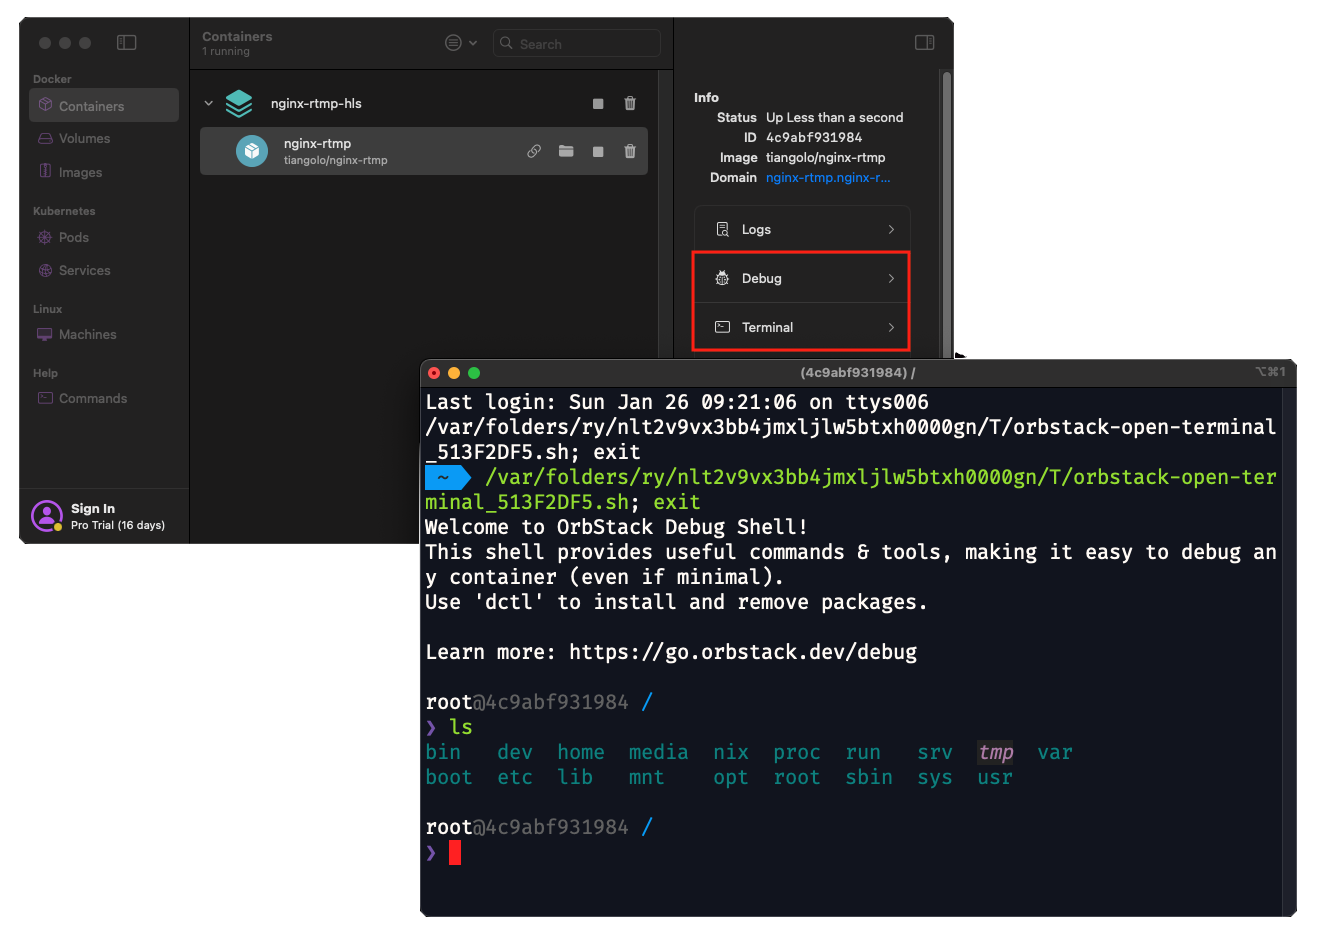 Containers
1 running
Search
Docker
Containers
Volumes
Images
Kubernetes
Pods
Services
Linux
Machines
Help
Commands
Sign In
Pro Trial (16 days)
nginx-rtmp-hls
nginx-rtmp
tiangolo/nginx-rtmp
Info
Status Up Less than a second
ID 4c9abf931984
Image tiangolo/nginx-rtmp
Domain nginx-rtmp.nginx-r...
Logs
Debug
Terminal
(4c9abf931984) /
⌥⌘1
Last login: Sun Jan 26 09:21:06 on ttys006
/var/folders/ry/nlt2v9vx3bb4jmxljlw5btxh0000gn/T/orbstack-open-terminal
_513F2DF5.sh; exit
~ /var/folders/ry/nlt2v9vx3bb4jmxljlw5btxh0000gn/T/orbstack-open-ter
minal_513F2DF5.sh; exit
Welcome to OrbStack Debug Shell!
This shell provides useful commands & tools, making it easy to debug an
y container (even if minimal).
Use 'dctl' to install and remove packages.
Learn more: https://go.orbstack.dev/debug
root@4c9abf931984 /
❯ ls
bin dev home media nix proc run srv tmp var
boot etc lib mnt opt root sbin sys usr
root@4c9abf931984 /
❯